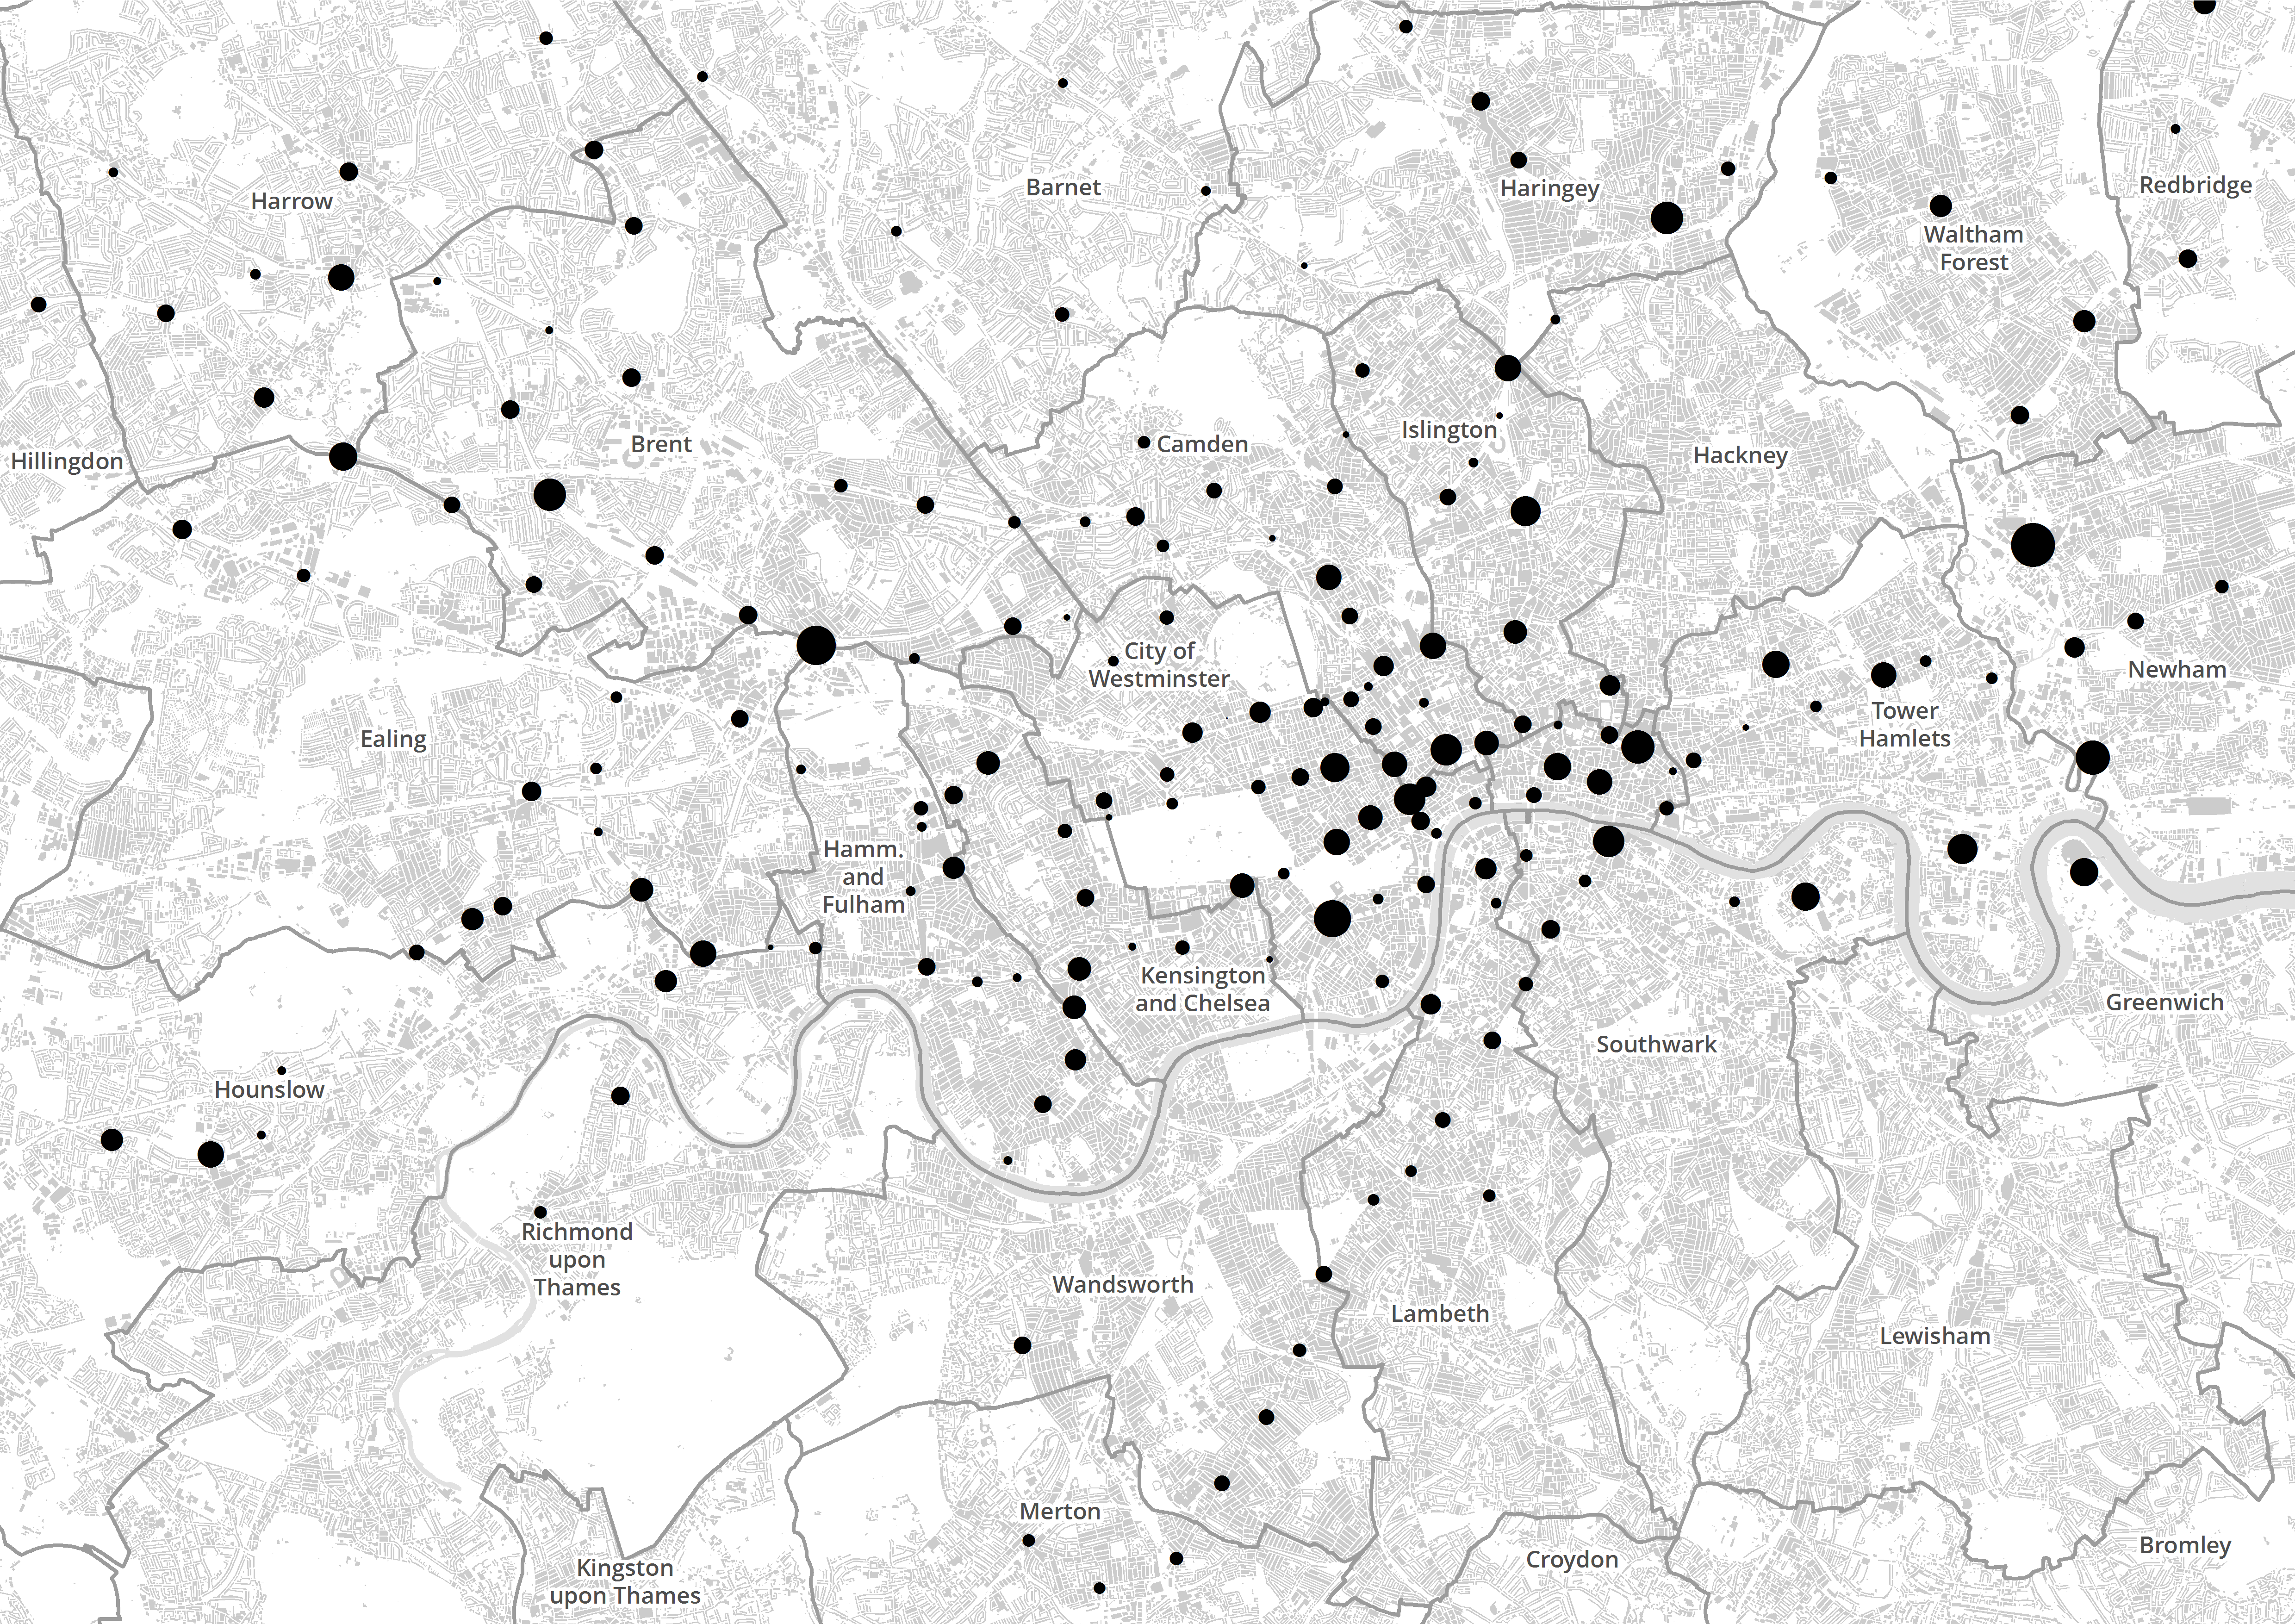 Harrow
Barnet
Haringey
Redbridge
Waltham
Forest
Hillingdon
Brent
Camden
Islington
Hackney
City of
Westminster
Newham
Ealing
Tower
Hamlets
Hamm.
and
Fulham
Kensington
and Chelsea
Greenwich
Southwark
Hounslow
Richmond
upon
Thames
Wandsworth
Lambeth
Lewisham
Merton
Kingston
upon Thames
Croydon
Bromley